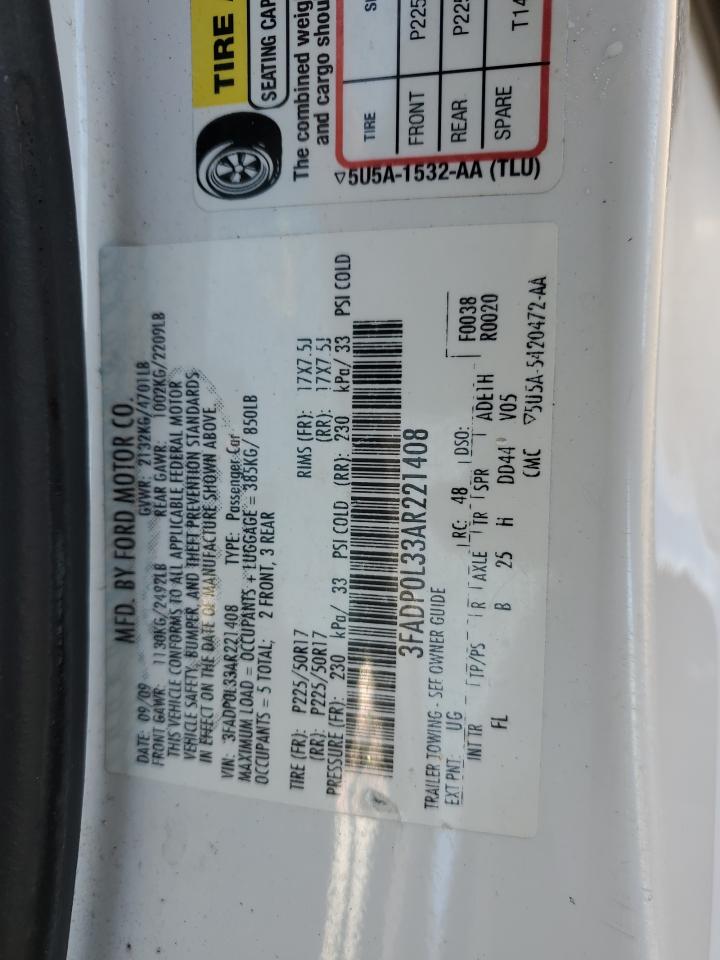 MFD. BY FORD MOTOR CO.
DATE: 09/09 GVWR: 2132KG/4701LB
FRONT GAWR: 1130KG/2492LB REAR GAWR: 1002KG/2209LB
THIS VEHICLE CONFORMS TO ALL APPLICABLE FEDERAL MOTOR
VEHICLE SAFETY, BUMPER, AND THEFT PREVENTION STANDARDS
IN EFFECT ON THE DATE OF MANUFACTURE SHOWN ABOVE.
VIN: 3FADP0L33AR221408 TYPE: Passenger Car
MAXIMUM LOAD = OCCUPANTS + LUGGAGE = 385KG/ 850LB
OCCUPANTS = 5 TOTAL; 2 FRONT, 3 REAR
TIRE (FR): P225/50R17 RIMS (FR): 17X7.5J
(RR): P225/50R17 (RR): 17X7.5J
PRESSURE (FR): 230 kPa/ 33 PSI COLD (RR): 230 kPa/ 33 PSI COLD
3FADP0L33AR221408
TRAILER TOWING - SEE OWNER GUIDE F0038
EXT PNT: UG RC: 48 DSO: R0020
INT TR TP/PS R AXLE TR SPR ADE1H
FL B 25 H DD44 V05
CMC ▽5U5A-5420472-AA
TIRE
SEATING CAP
The combined weig
and cargo shou
TIRE SI
FRONT P225
REAR P225
SPARE T14
▽5U5A-1532-AA (TLU)